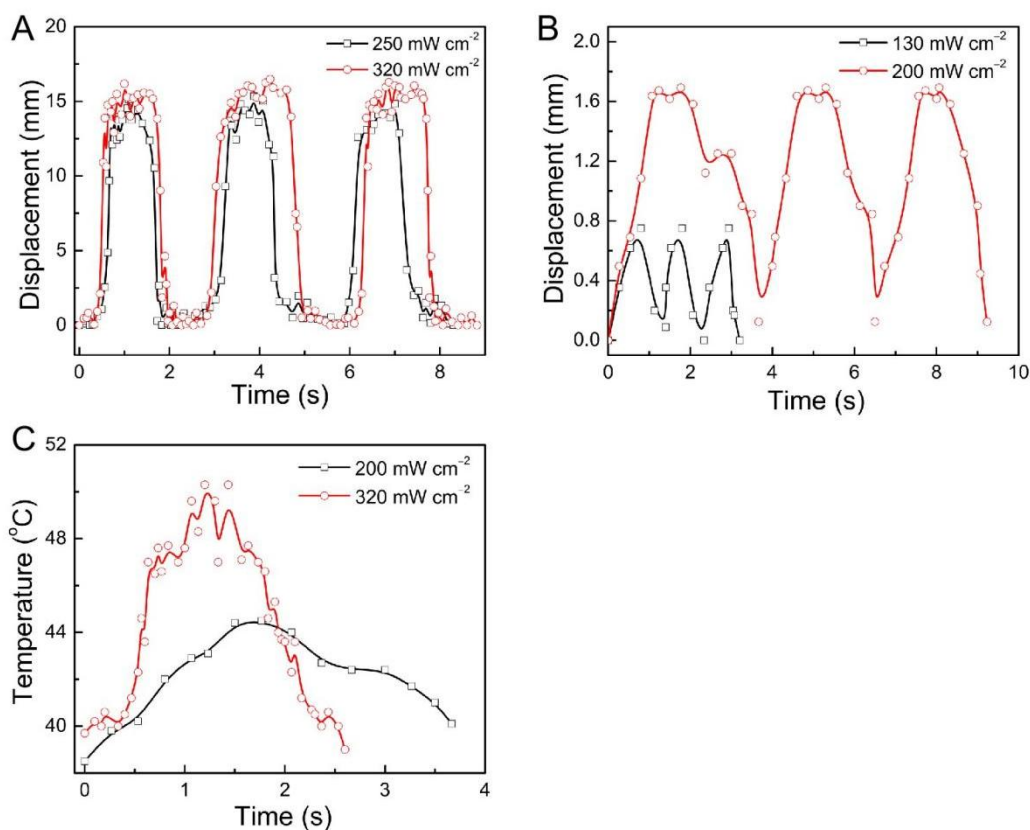 A
20
15
10
5
0
Displacement (mm)
250 mW cm⁻²
320 mW cm⁻²
0 2 4 6 8
Time (s)
B
2.0
1.6
1.2
0.8
0.4
0.0
Displacement (mm)
130 mW cm⁻²
200 mW cm⁻²
0 2 4 6 8 10
Time (s)
C
52
48
44
40
Temperature (°C)
200 mW cm⁻²
320 mW cm⁻²
0 1 2 3 4
Time (s)